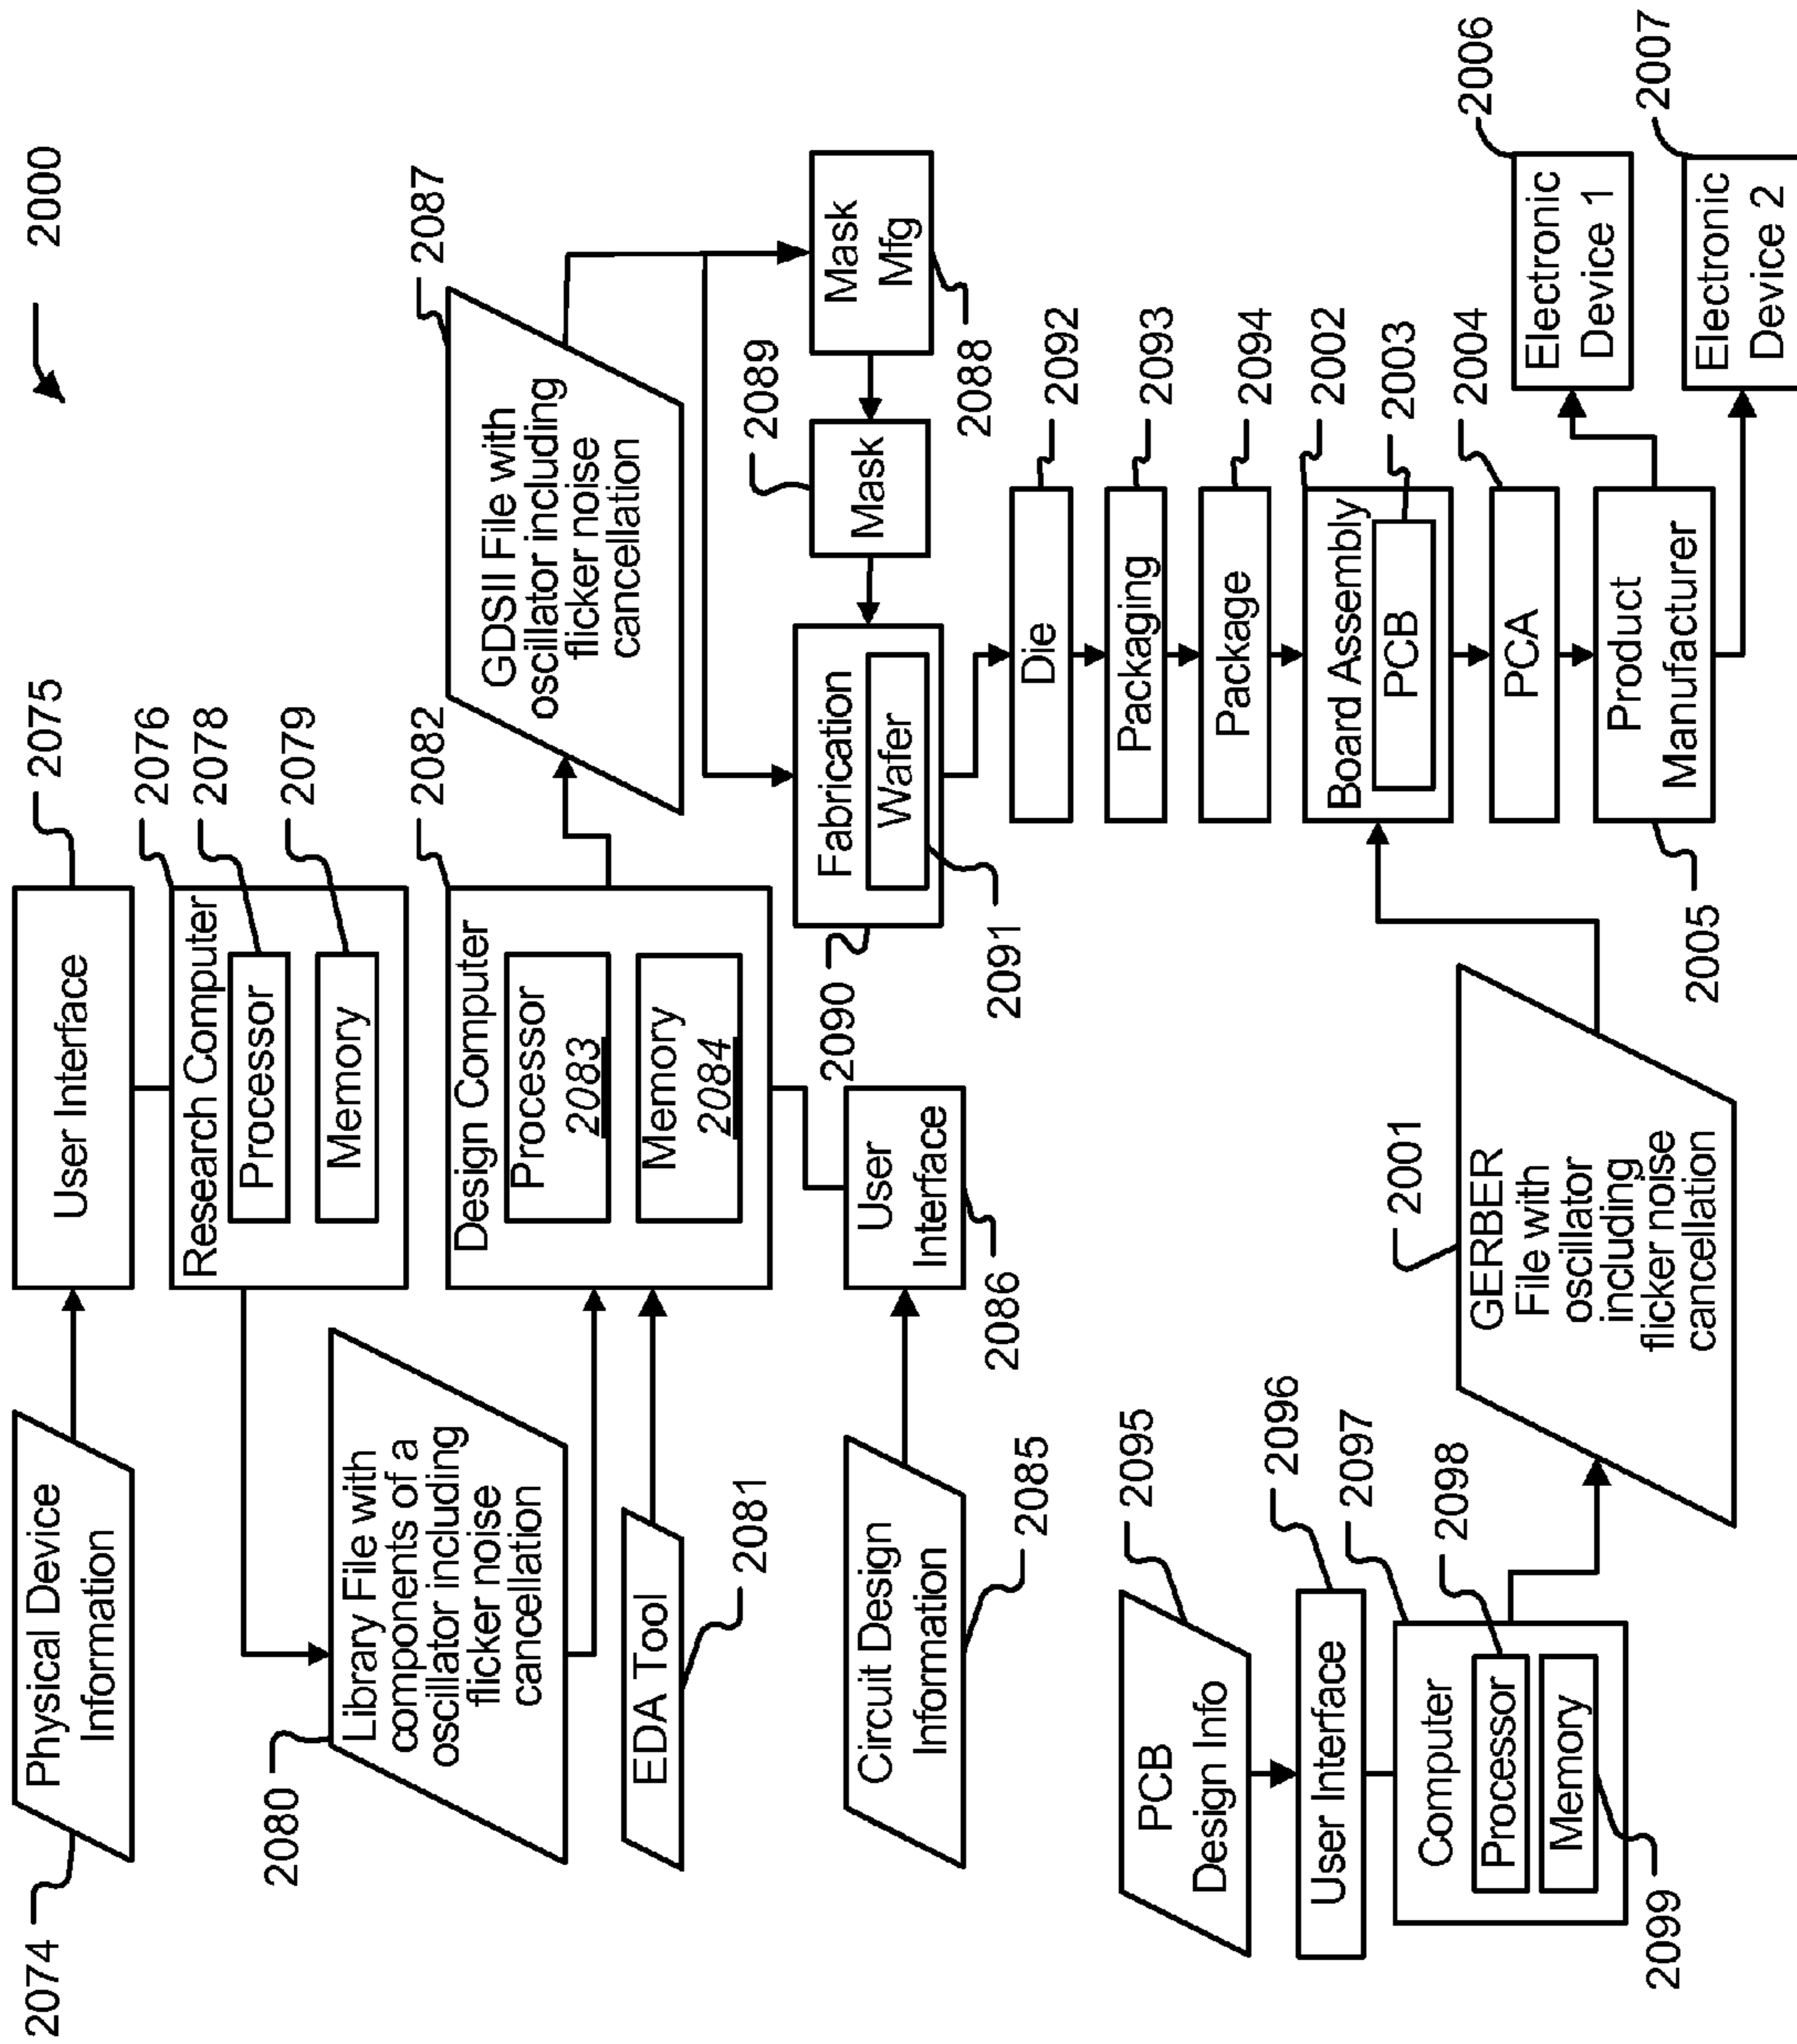 2000
Physical Device
Information
2074
User Interface
2075
Research Computer
2076
Processor
2078
Memory
2079
Library File with
components of a
oscillator including
flicker noise
cancellation
2080
EDA Tool
2081
Design Computer
2082
Processor
2083
Memory
2084
Circuit Design
Information
2085
User
Interface
2086
GDSII File with
oscillator including
flicker noise
cancellation
2087
Mask
Mfg
2088
Mask
2089
Fabrication
2090
Wafer
2091
Die
2092
Packaging
2093
Package
2094
PCB
Design Info
2095
User Interface
2096
Computer
2097
Processor
2098
Memory
2099
GERBER
File with
oscillator
including
flicker noise
cancellation
2001
Board Assembly
2002
PCB
2003
PCA
2004
Product
Manufacturer
2005
Electronic
Device 1
2006
Electronic
Device 2
2007